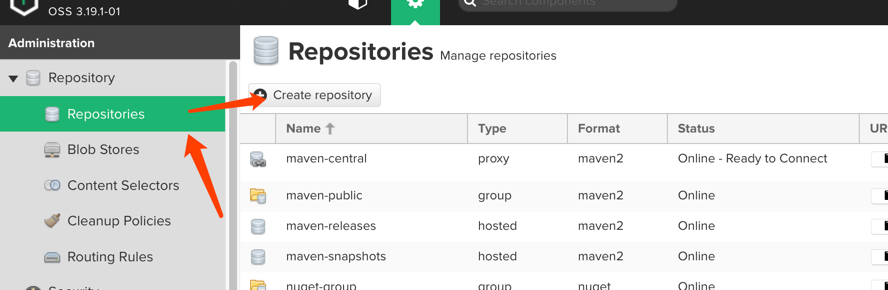 OSS 3.19.1-01
Search components
Administration
Repository
Repositories
Blob Stores
Content Selectors
Cleanup Policies
Routing Rules
Security
Repositories Manage repositories
Create repository
Name Type Format Status
maven-central proxy maven2 Online - Ready to Connect
maven-public group maven2 Online
maven-releases hosted maven2 Online
maven-snapshots hosted maven2 Online
nuget-group group nuget Online